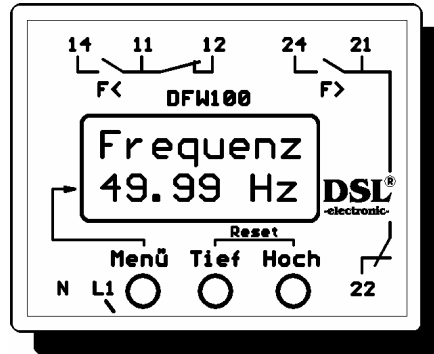 14 11 12 24 21
F< F>
DFW100
Frequenz
49.99 Hz
DSL®
-electronic-
Reset
Menü Tief Hoch
N L1 22